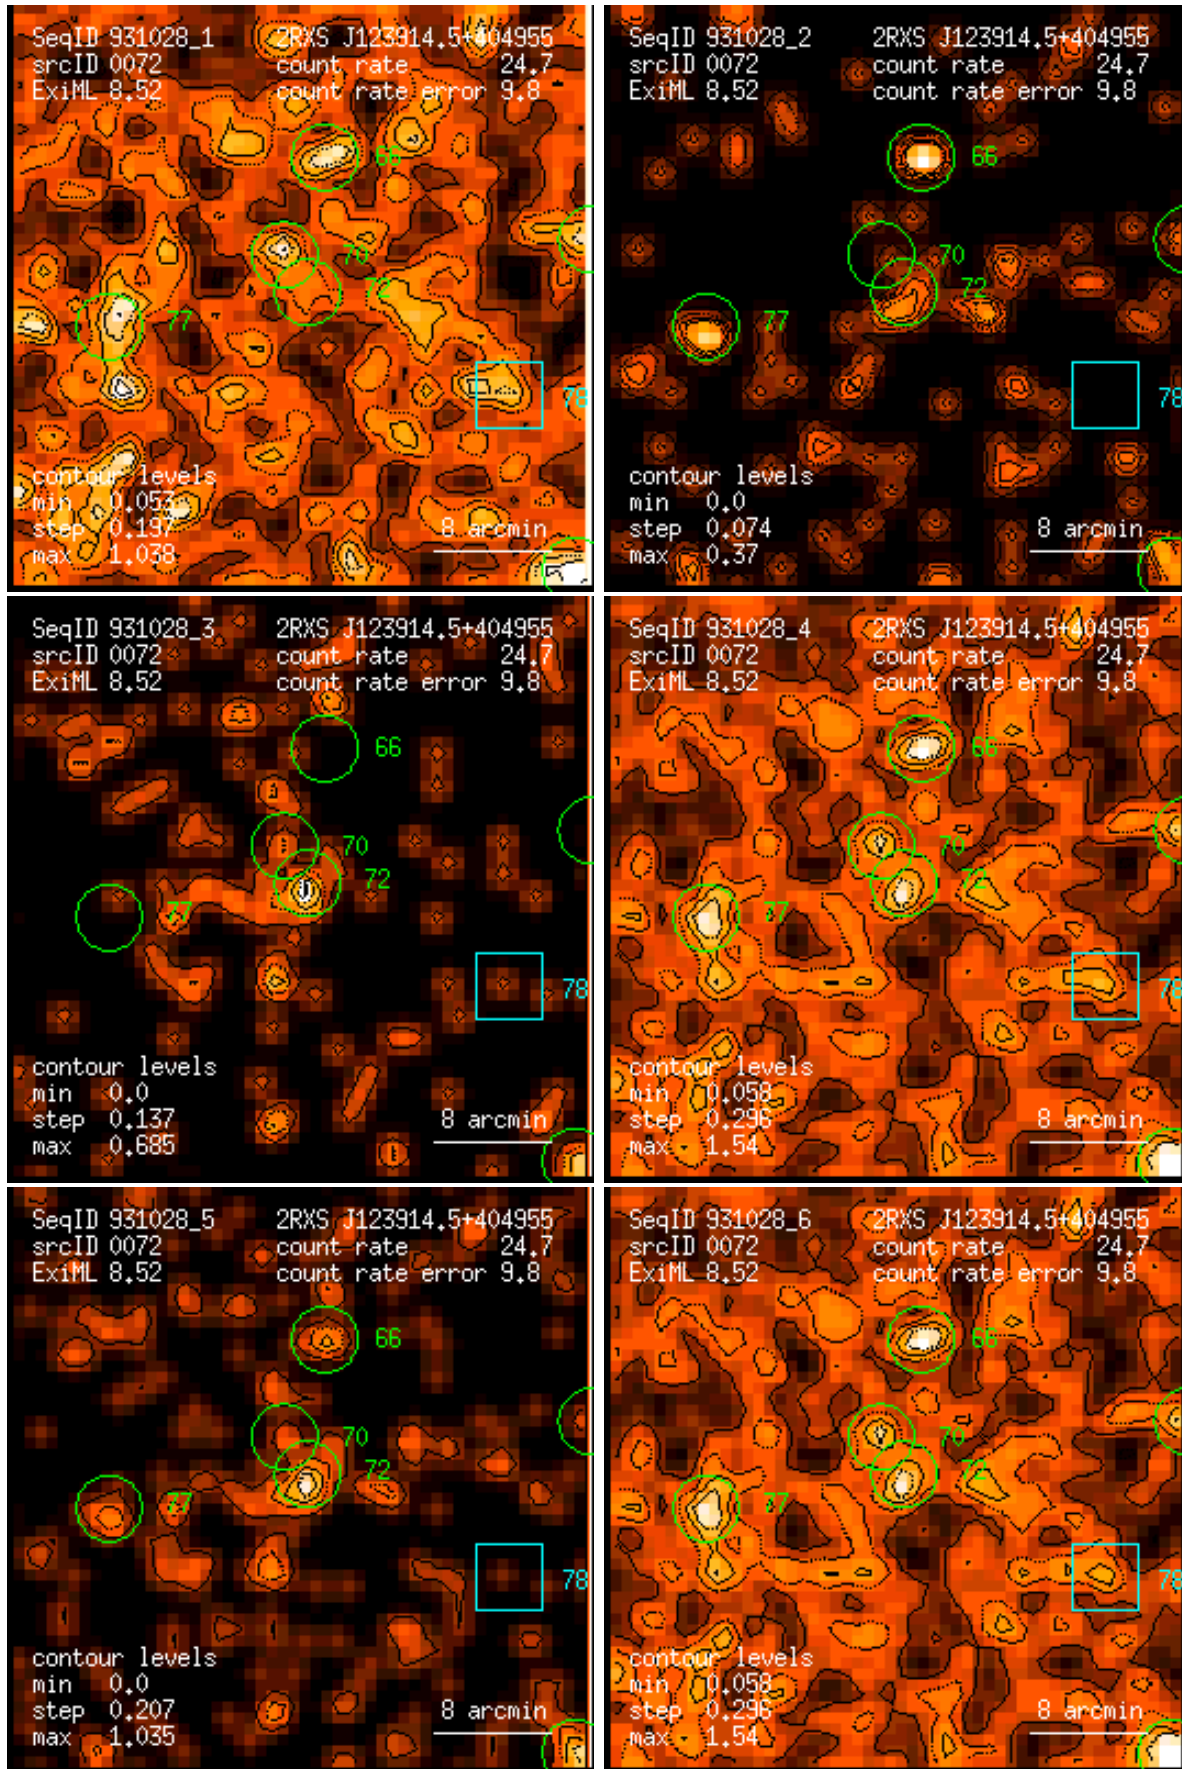 SeqID 931028_1 2RXS J123914.5+404955
srcID 0072 count rate 24.7
ExiML 8.52 count rate error 9.8
66
70
72
77
78
contour levels
min 0.053
step 0.197
max 1.038
8 arcmin
SeqID 931028_2 2RXS J123914.5+404955
srcID 0072 count rate 24.7
ExiML 8.52 count rate error 9.8
66
70
72
77
78
contour levels
min 0.0
step 0.074
max 0.37
8 arcmin
SeqID 931028_3 2RXS J123914.5+404955
srcID 0072 count rate 24.7
ExiML 8.52 count rate error 9.8
66
70
72
77
78
contour levels
min 0.0
step 0.137
max 0.685
8 arcmin
SeqID 931028_4 2RXS J123914.5+404955
srcID 0072 count rate 24.7
ExiML 8.52 count rate error 9.8
66
70
72
77
78
contour levels
min 0.058
step 0.296
max 1.54
8 arcmin
SeqID 931028_5 2RXS J123914.5+404955
srcID 0072 count rate 24.7
ExiML 8.52 count rate error 9.8
66
70
72
77
78
contour levels
min 0.0
step 0.207
max 1.035
8 arcmin
SeqID 931028_6 2RXS J123914.5+404955
srcID 0072 count rate 24.7
ExiML 8.52 count rate error 9.8
66
70
72
77
78
contour levels
min 0.058
step 0.296
max 1.54
8 arcmin